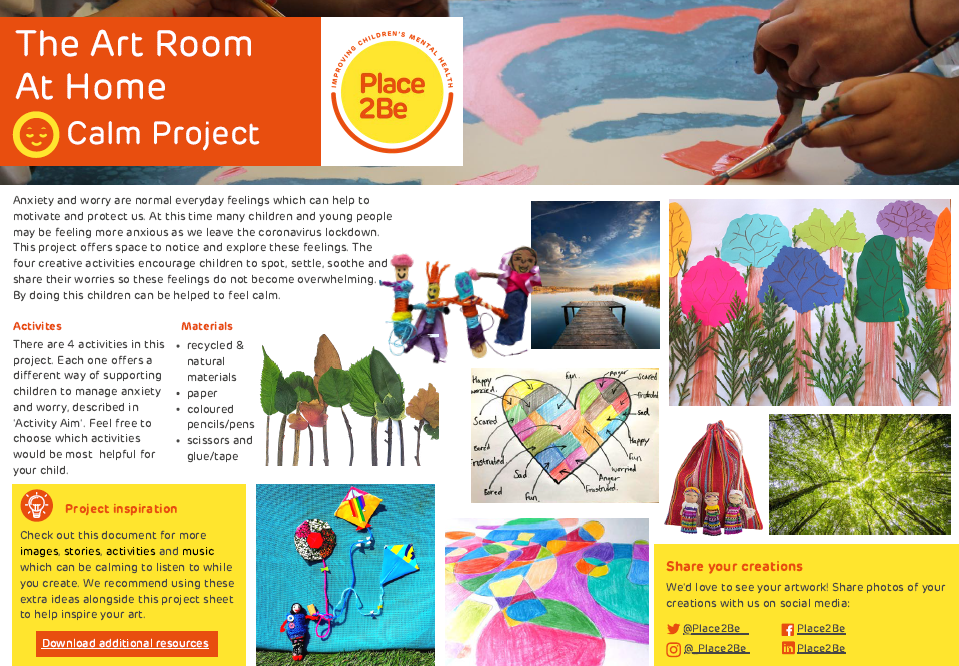 The Art Room
At Home
Calm Project
IMPROVING CHILDREN'S MENTAL HEALTH
Place
2Be
Anxiety and worry are normal everyday feelings which can help to
motivate and protect us. At this time many children and young people
may be feeling more anxious as we leave the coronavirus lockdown.
This project offers space to notice and explore these feelings. The
four creative activities encourage children to spot, settle, soothe and
share their worries so these feelings do not become overwhelming.
By doing this children can be helped to feel calm.
Activites
There are 4 activities in this
project. Each one offers a
different way of supporting
children to manage anxiety
and worry, described in
'Activity Aim'. Feel free to
choose which activities
would be most helpful for
your child.
Materials
• recycled &
natural
materials
• paper
• coloured
pencils/pens
• scissors and
glue/tape
Happy
worried.
Fun.
Anger
Scared
frustrated
sad.
Scared
Happy
Fun
worried
Sad
Anger
Frustrated.
Fun.
Project inspiration
Check out this document for more
images, stories, activities and music
which can be calming to listen to while
you create. We recommend using these
extra ideas alongside this project sheet
to help inspire your art.
Download additional resources
Share your creations
We'd love to see your artwork! Share photos of your
creations with us on social media:
@Place2Be
Place2Be
@_Place2Be_
Place2Be